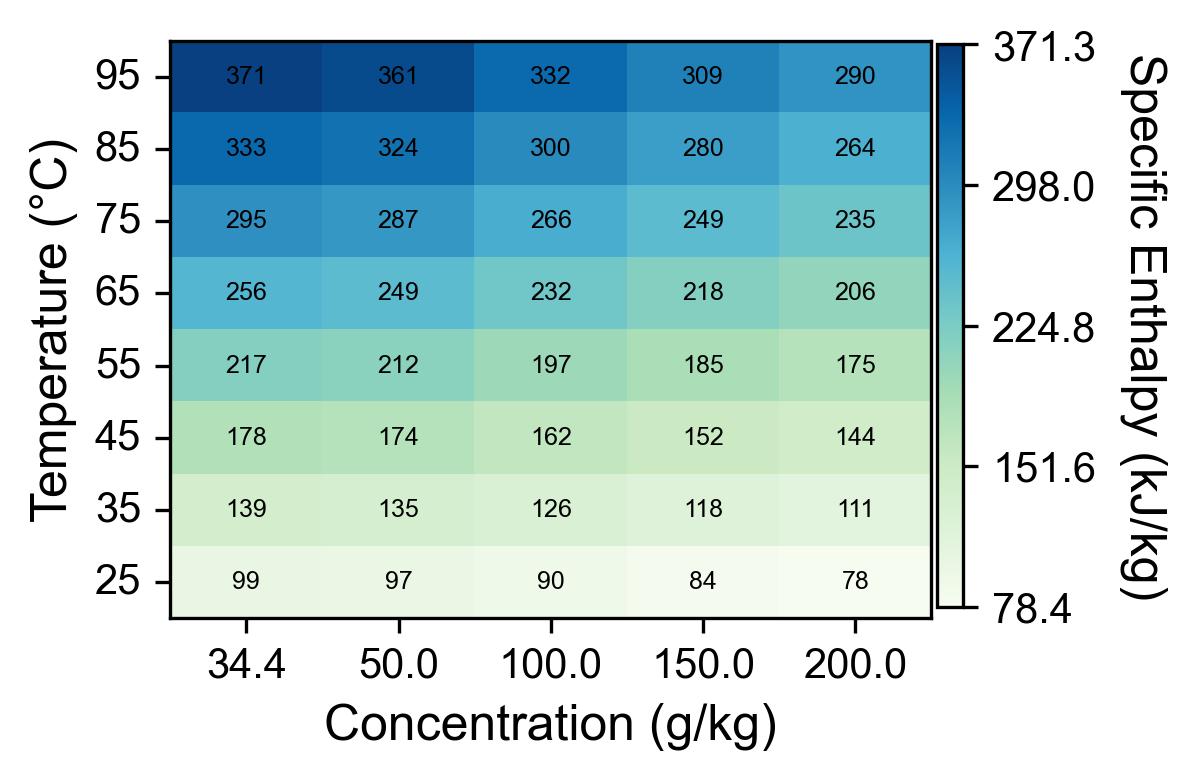 371.3
95 371 361 332 309 290
85 333 324 300 280 264
298.0
75 295 287 266 249 235
65 256 249 232 218 206
224.8
55 217 212 197 185 175
45 178 174 162 152 144
151.6
35 139 135 126 118 111
25 99 97 90 84 78
78.4
34.4 50.0 100.0 150.0 200.0
Concentration (g/kg)
Temperature (°C)
Specific Enthalpy (kJ/kg)